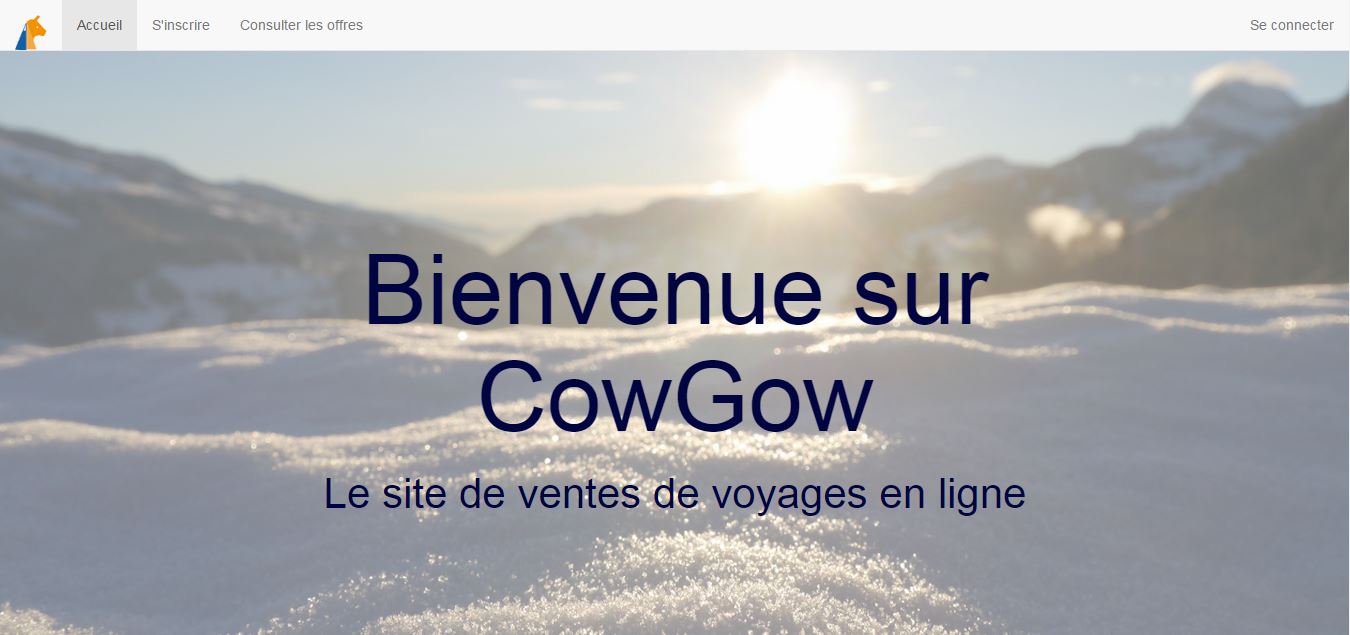 Accueil S'inscrire Consulter les offres Se connecter
Bienvenue sur
CowGow
Le site de ventes de voyages en ligne